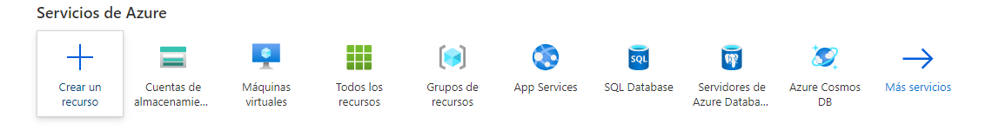 Servicios de Azure
Crear un
recurso
Cuentas de
almacenamie...
Máquinas
virtuales
Todos los
recursos
Grupos de
recursos
App Services
SQL
SQL Database
Servidores de
Azure Databa...
Azure Cosmos
DB
Más servicios